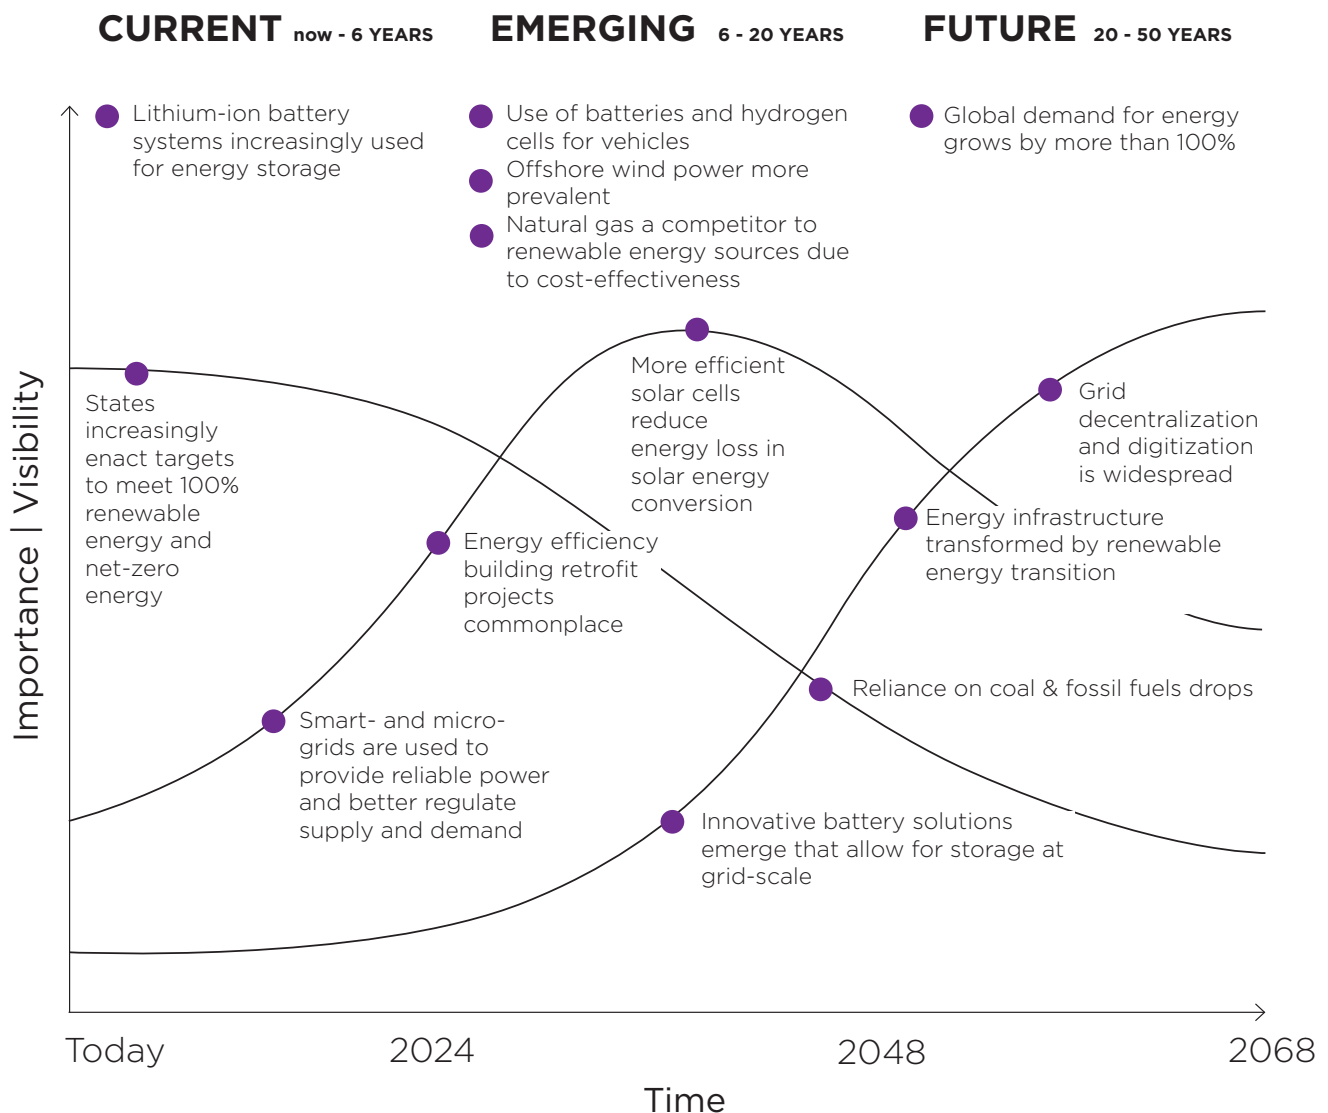 CURRENT now - 6 YEARS
EMERGING 6 - 20 YEARS
FUTURE 20 - 50 YEARS
Lithium-ion battery
systems increasingly used
for energy storage
Use of batteries and hydrogen
cells for vehicles
Offshore wind power more
prevalent
Natural gas a competitor to
renewable energy sources due
to cost-effectiveness
Global demand for energy
grows by more than 100%
Importance | Visibility
States
increasingly
enact targets
to meet 100%
renewable
energy and
net-zero
energy
More efficient
solar cells
reduce
energy loss in
solar energy
conversion
Grid
decentralization
and digitization
is widespread
Energy efficiency
building retrofit
projects
commonplace
Energy infrastructure
transformed by renewable
energy transition
Smart- and micro-
grids are used to
provide reliable power
and better regulate
supply and demand
Reliance on coal & fossil fuels drops
Innovative battery solutions
emerge that allow for storage at
grid-scale
Today
2024
2048
2068
Time